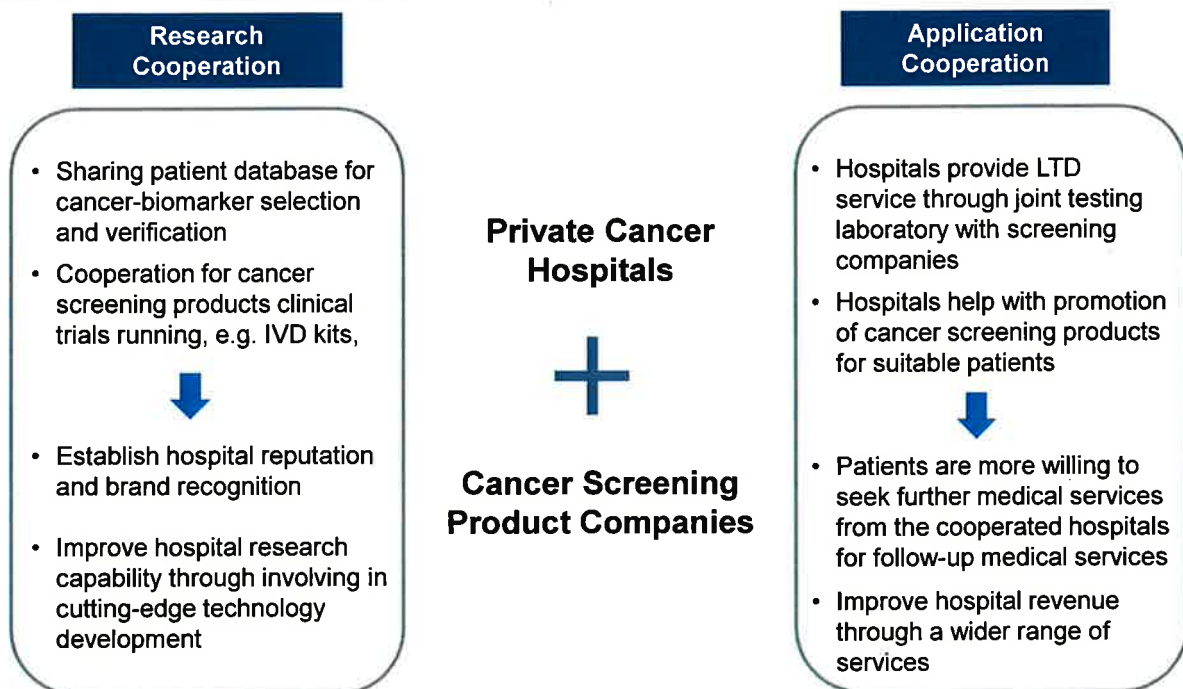 Research
Cooperation
• Sharing patient database for
cancer-biomarker selection
and verification
• Cooperation for cancer
screening products clinical
trials running, e.g. IVD kits,
• Establish hospital reputation
and brand recognition
• Improve hospital research
capability through involving in
cutting-edge technology
development
Private Cancer
Hospitals
Cancer Screening
Product Companies
Application
Cooperation
• Hospitals provide LTD
service through joint testing
laboratory with screening
companies
• Hospitals help with promotion
of cancer screening products
for suitable patients
• Patients are more willing to
seek further medical services
from the cooperated hospitals
for follow-up medical services
• Improve hospital revenue
through a wider range of
services